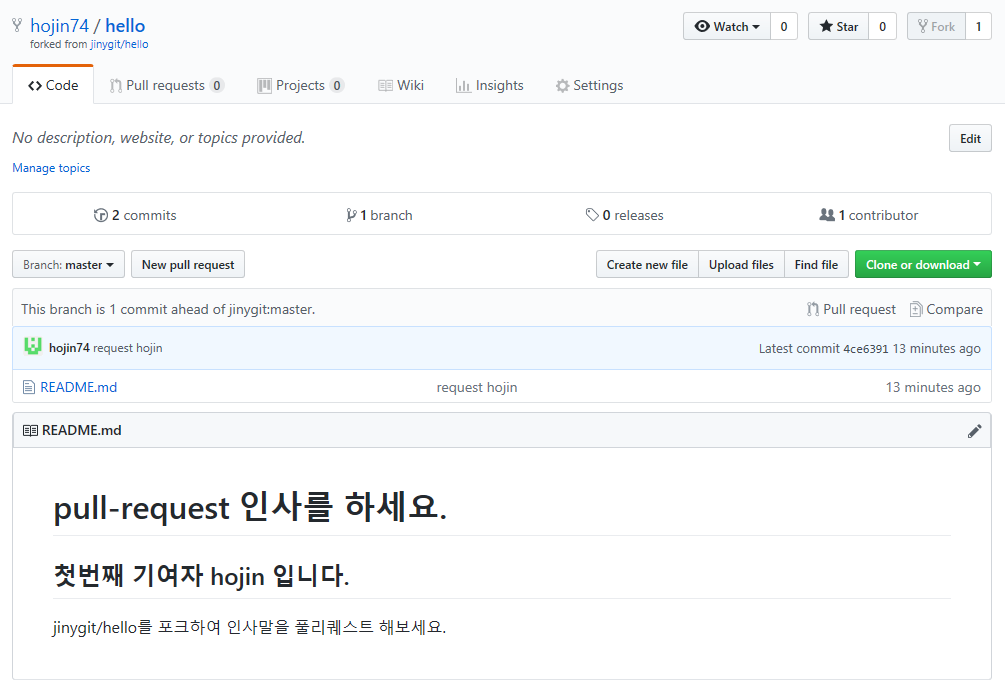 hojin74 / hello
forked from jinygit/hello
Watch 0 Star 0 Fork 1
Code Pull requests 0 Projects 0 Wiki Insights Settings
No description, website, or topics provided. Edit
Manage topics
2 commits 1 branch 0 releases 1 contributor
Branch: master New pull request Create new file Upload files Find file Clone or download
This branch is 1 commit ahead of jinygit:master. Pull request Compare
hojin74 request hojin Latest commit 4ce6391 13 minutes ago
README.md request hojin 13 minutes ago
README.md
pull-request 인사를 하세요.
첫번째 기여자 hojin 입니다.
jinygit/hello를 포크하여 인사말을 풀리퀘스트 해보세요.